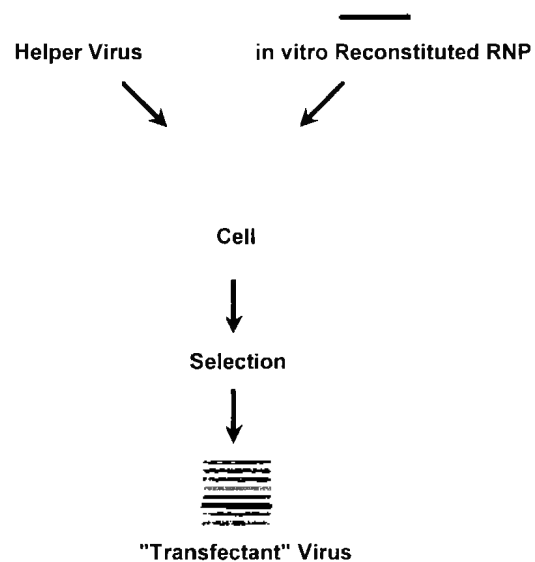 Helper Virus
in vitro Reconstituted RNP
Cell
Selection
"Transfectant" Virus